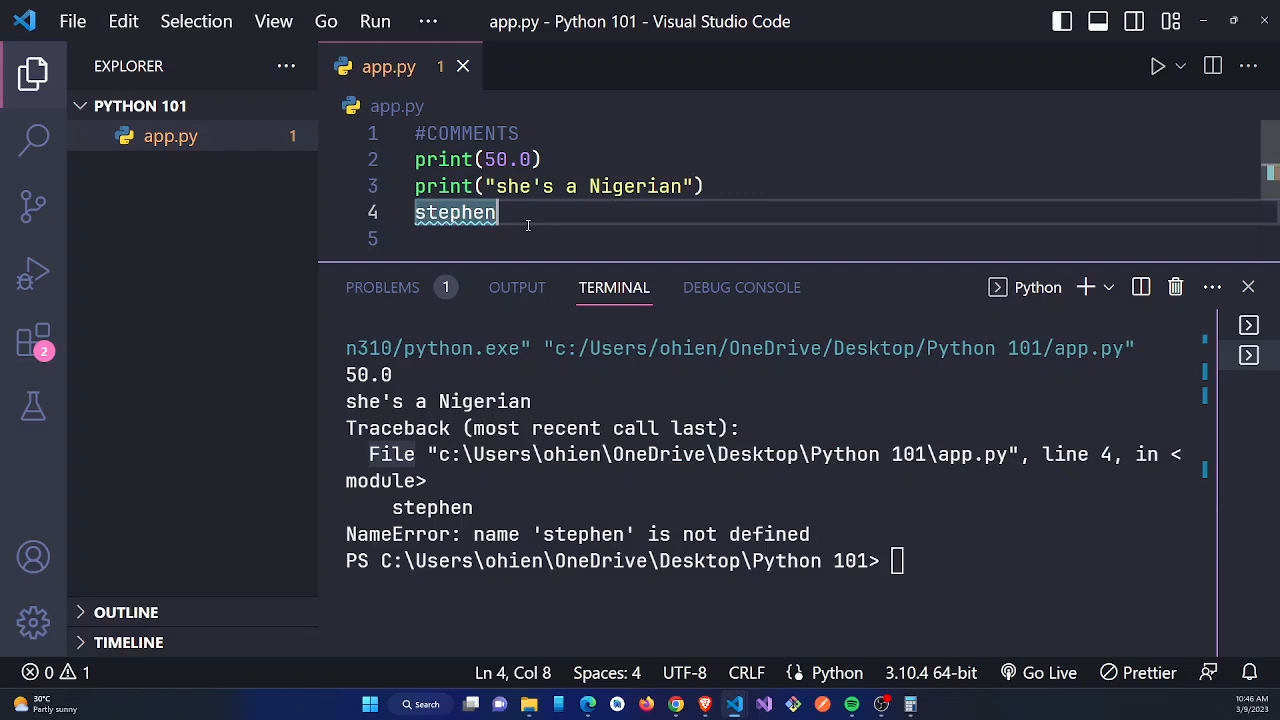 File Edit Selection View Go Run ··· app.py - Python 101 - Visual Studio Code
EXPLORER ···
app.py 1
PYTHON 101
app.py 1
app.py
1 #COMMENTS
2 print(50.0)
3 print("she's a Nigerian")
4 stephen
5
PROBLEMS 1 OUTPUT TERMINAL DEBUG CONSOLE Python ···
n310/python.exe" "c:/Users/ohien/OneDrive/Desktop/Python 101/app.py"
50.0
she's a Nigerian
Traceback (most recent call last):
File "c:\Users\ohien\OneDrive\Desktop\Python 101\app.py", line 4, in <
module>
stephen
NameError: name 'stephen' is not defined
PS C:\Users\ohien\OneDrive\Desktop\Python 101>
2
OUTLINE
TIMELINE
0 1 Ln 4, Col 8 Spaces: 4 UTF-8 CRLF Python 3.10.4 64-bit Go Live Prettier
30°C
Partly sunny
Search
10:46 AM
3/9/2023